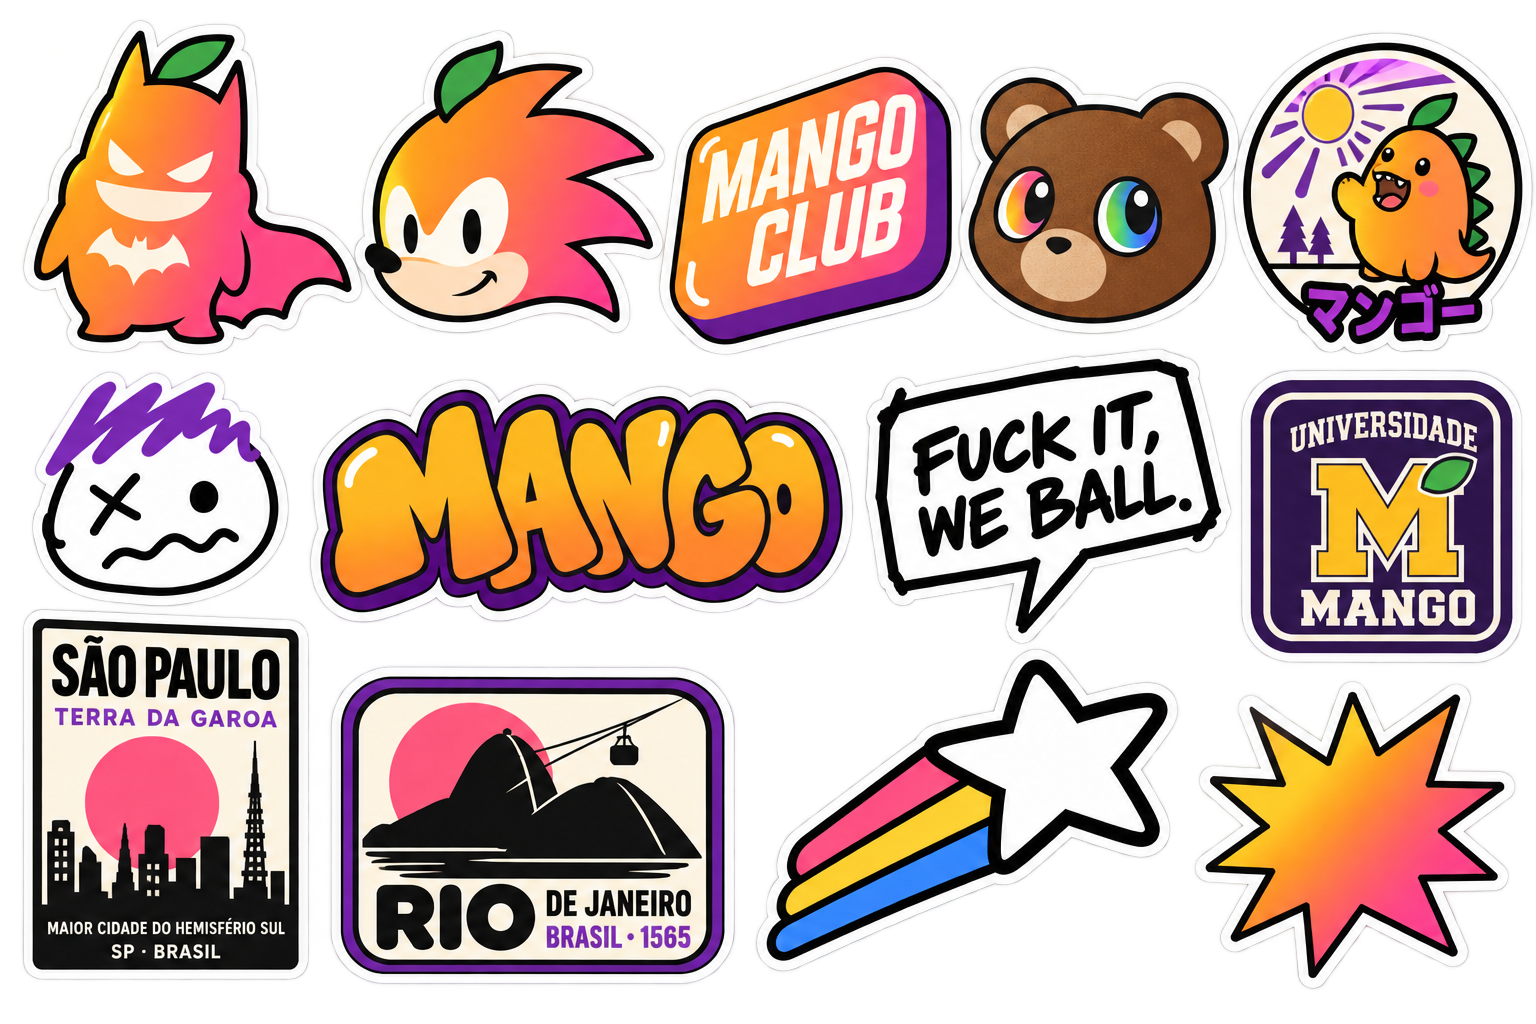 MANGO
CLUB
マンゴー
MANGO
FUCK IT,
WE BALL.
UNIVERSIDADE
M
MANGO
SÃO PAULO
TERRA DA GAROA
MAIOR CIDADE DO HEMISFÉRIO SUL
SP · BRASIL
RIO
DE JANEIRO
BRASIL · 1565